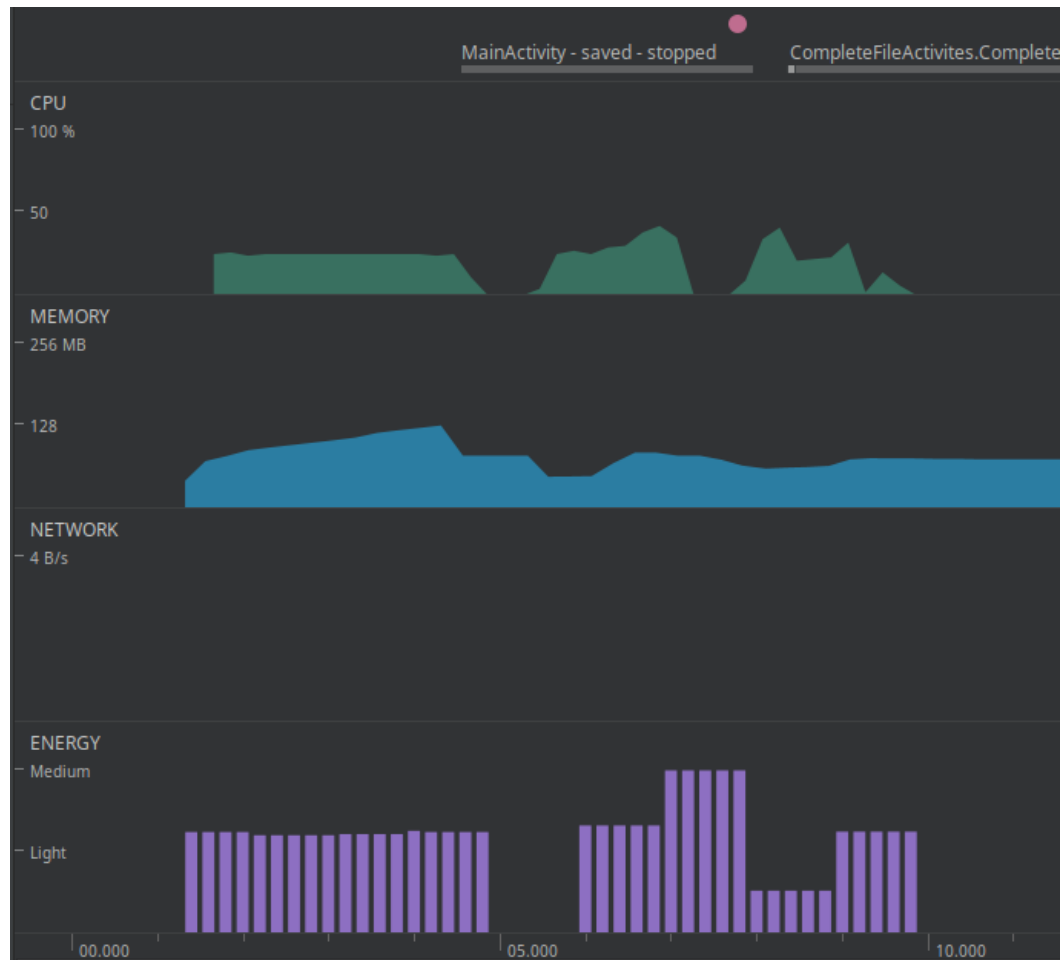 MainActivity - saved - stopped
CompleteFileActivites.Complete
CPU
100 %
50
MEMORY
256 MB
128
NETWORK
4 B/s
ENERGY
Medium
Light
00.000
05.000
10.000